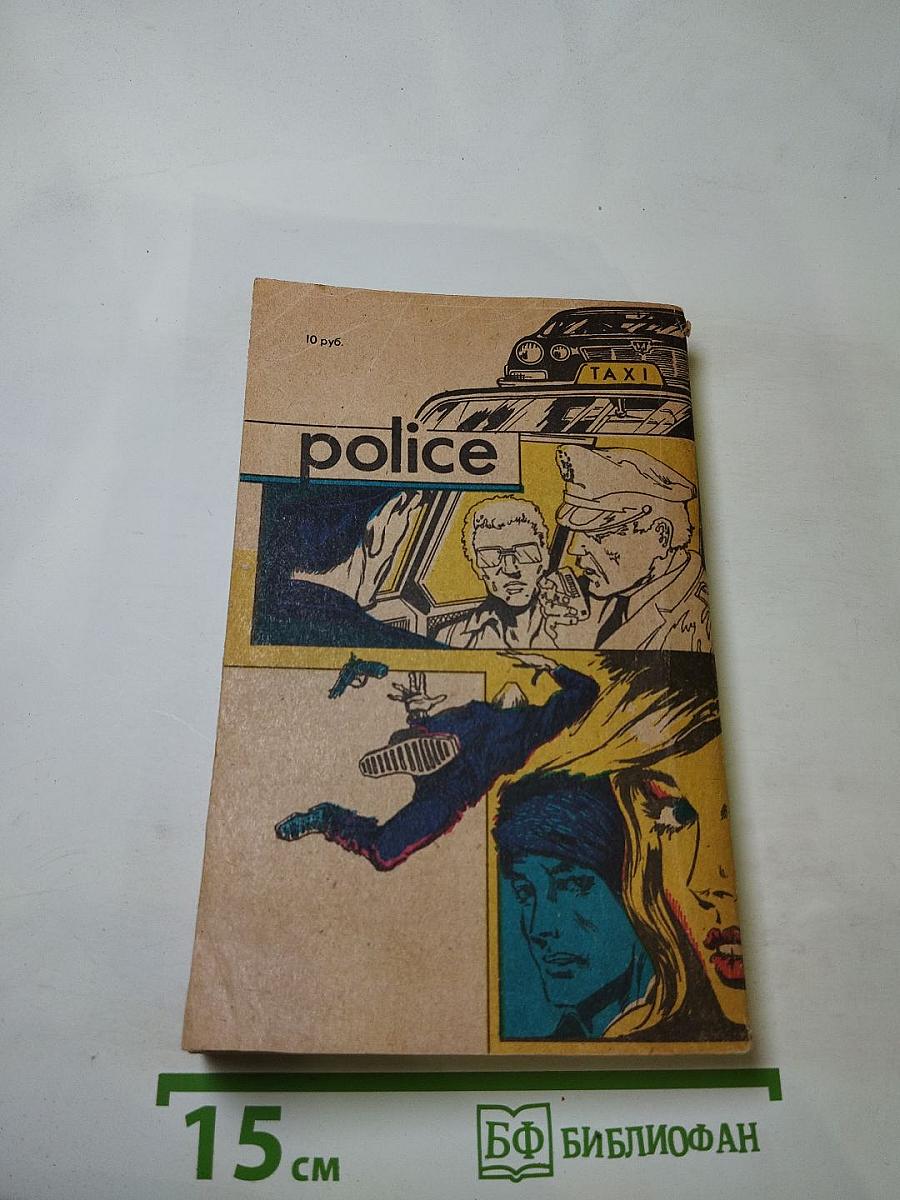 10 руб.
TAXI
police
15 см
БФ БИБЛИОФАН